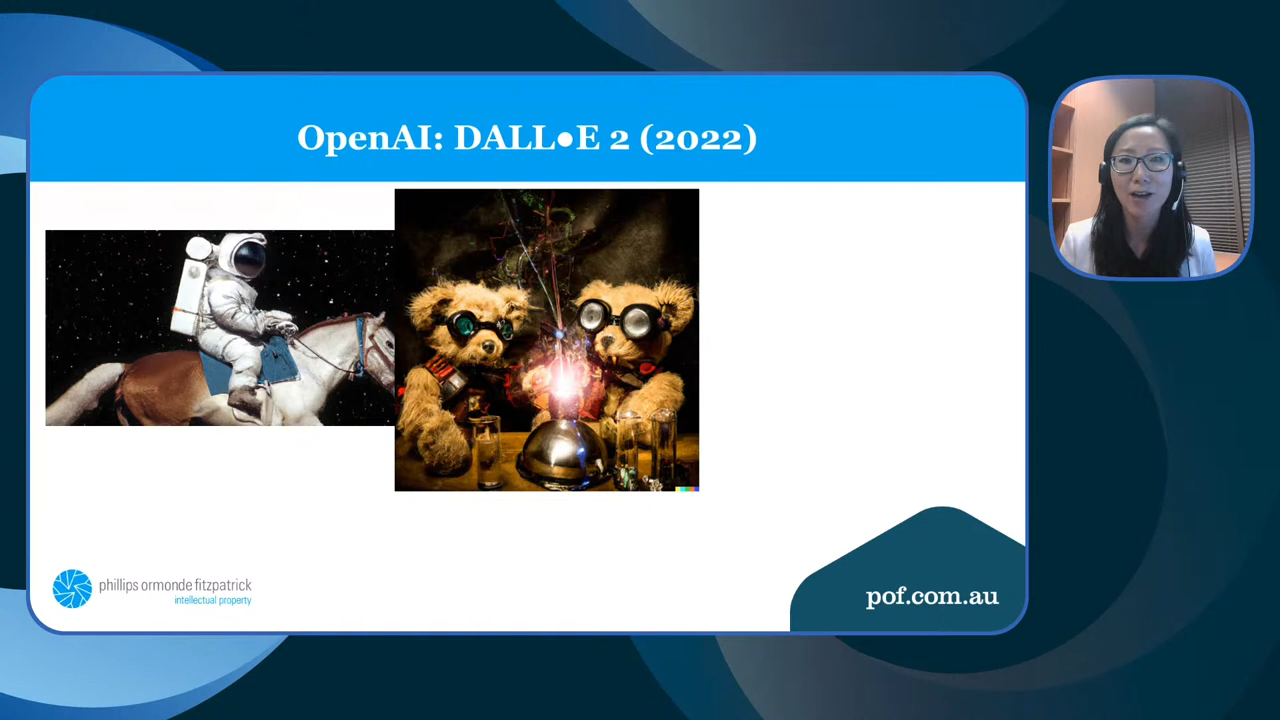 OpenAI: DALL●E 2 (2022)
phillips ormonde fitzpatrick
intellectual property
pof.com.au